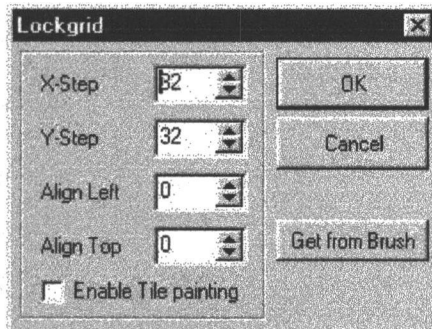 Lockgrid
X-Step 32
OK
Y-Step 32
Cancel
Align Left 0
Align Top 0
Get from Brush
Enable Tile painting